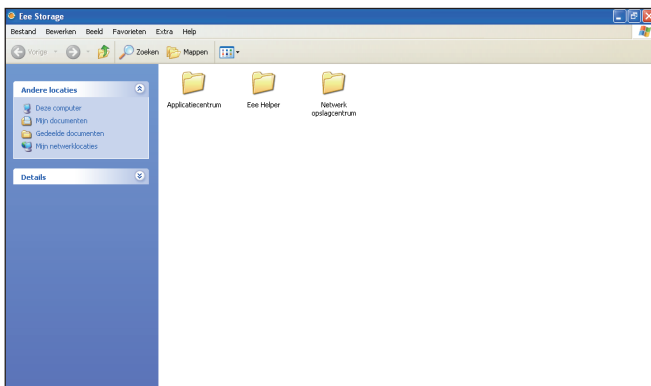 Eee Storage
Bestand Bewerken Beeld Favorieten Extra Help
Vorige Zoeken Mappen
Andere locaties
Deze computer
Mijn documenten
Gedeelde documenten
Mijn netwerklocaties
Details
Applicatiecentrum
Eee Helper
Netwerk
opslagcentrum